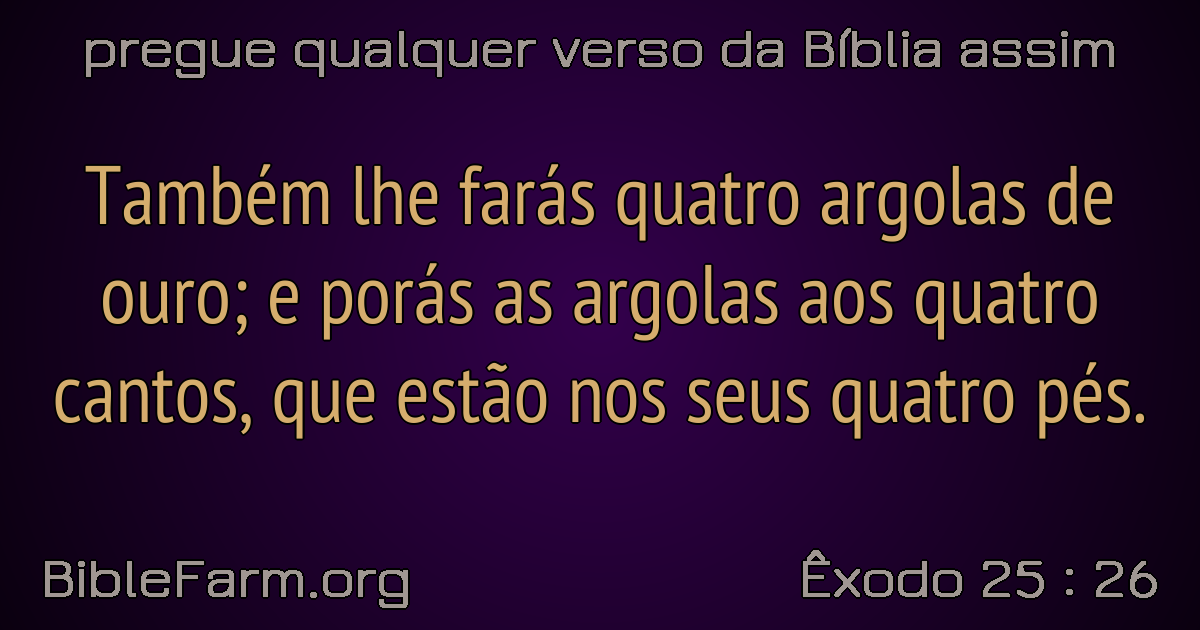 pregue qualquer verso da Bíblia assim
Também lhe farás quatro argolas de
ouro; e porás as argolas aos quatro
cantos, que estão nos seus quatro pés.
BibleFarm.org
Êxodo 25 : 26